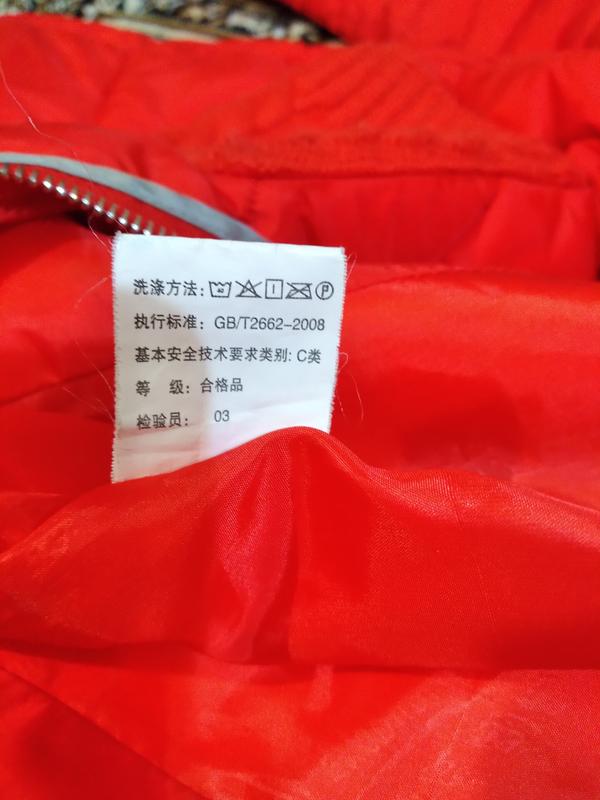 洗涤方法:
执行标准: GB/T2662-2008
基本安全技术要求类别: C类
等 级: 合格品
检验员: 03